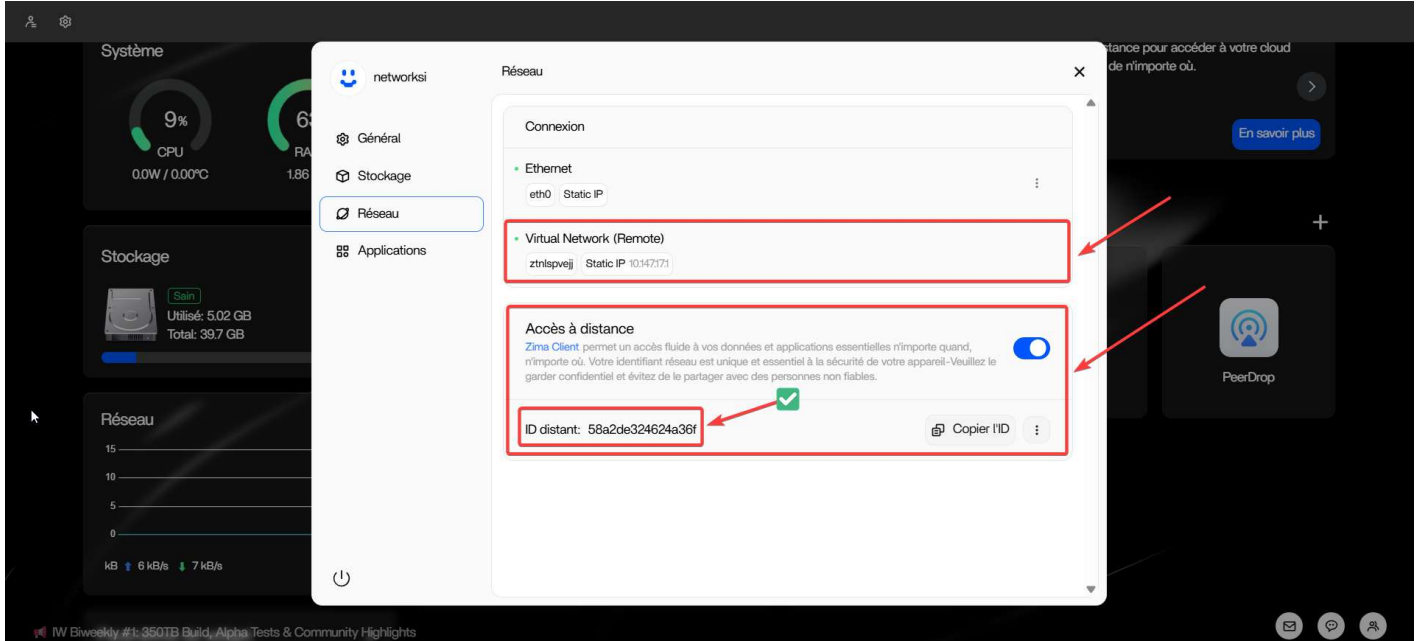 Système
9%
CPU
0.0W / 0.00°C
6
RA
1.86
Stockage
Sain
Utilisé: 5.02 GB
Total: 39.7 GB
Réseau
15
10
5
0
kB 6 kB/s 7 kB/s
IW Biweekly #1: 350TB Build, Alpha Tests & Community Highlights
networksi
Général
Stockage
Réseau
Applications
Réseau
Connexion
Ethernet
eth0 Static IP
Virtual Network (Remote)
ztnlspvejj Static IP 10.147.17.1
Accès à distance
Zima Client permet un accès fluide à vos données et applications essentielles n'importe quand,
n'importe où. Votre identifiant réseau est unique et essentiel à la sécurité de votre appareil-Veuillez le
garder confidentiel et évitez de le partager avec des personnes non fiables.
ID distant: 58a2de324624a36f
Copier l'ID
stance pour accéder à votre cloud
de n'importe où.
En savoir plus
PeerDrop